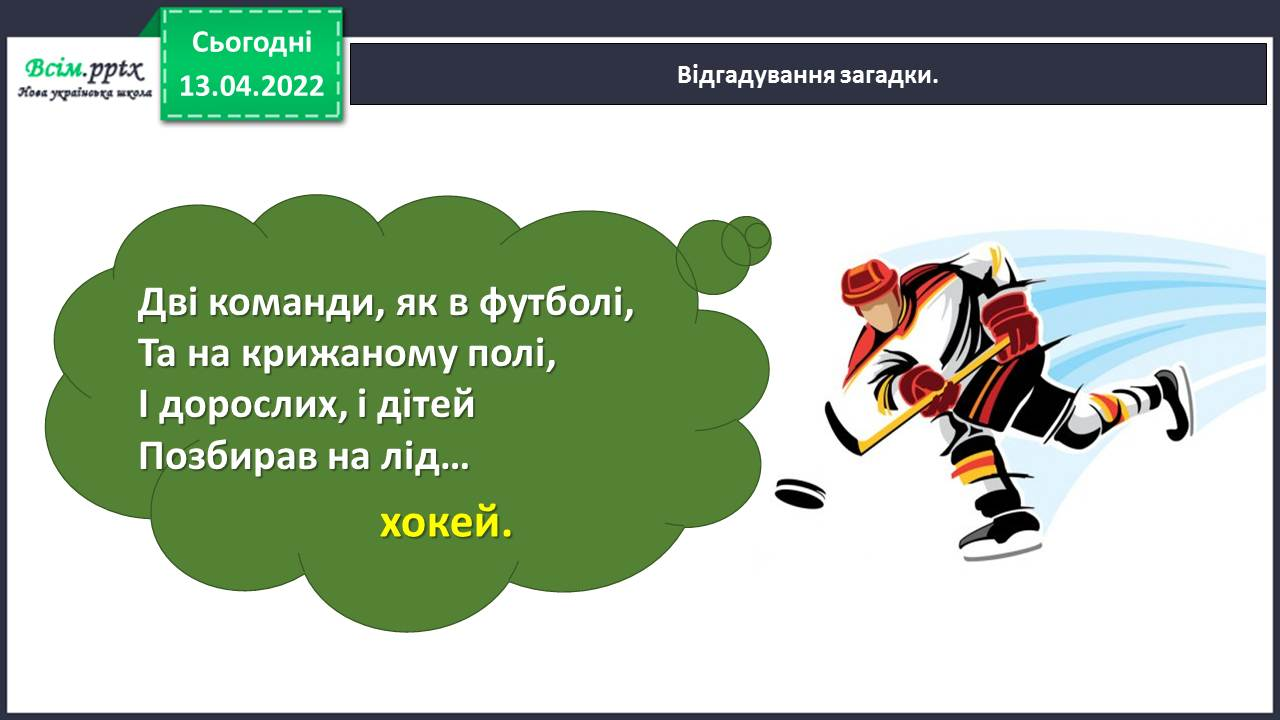 Всім.pptx
Нова українська школа
Сьогодні
13.04.2022
Відгадування загадки.
Дві команди, як в футболі,
Та на крижаному полі,
І дорослих, і дітей
Позбирав на лід…
хокей.